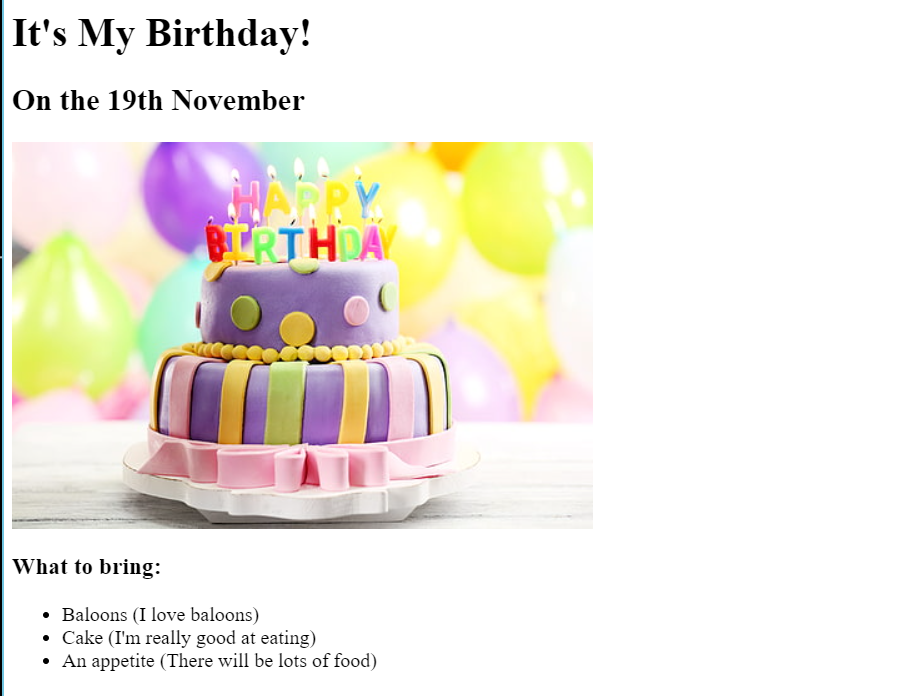 It's My Birthday!
On the 19th November
HAPPY
BIRTHDAY
What to bring:
Baloons (I love baloons)
Cake (I'm really good at eating)
An appetite (There will be lots of food)